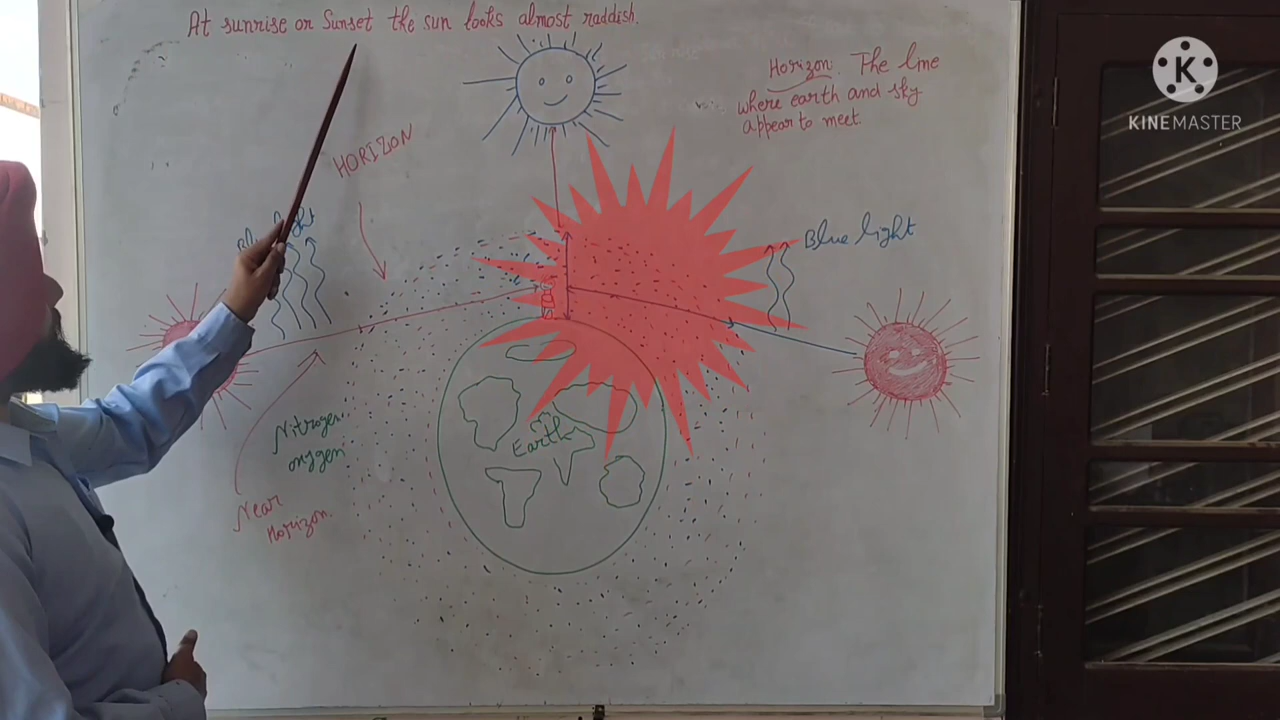 At sunrise or Sunset the sun looks almost raddish.
Horizon: The line
where earth and sky
appear to meet.
KINEMASTER
HORIZON
Blue light
Nitrogen
oxygen
Earth
Near
Horizon.